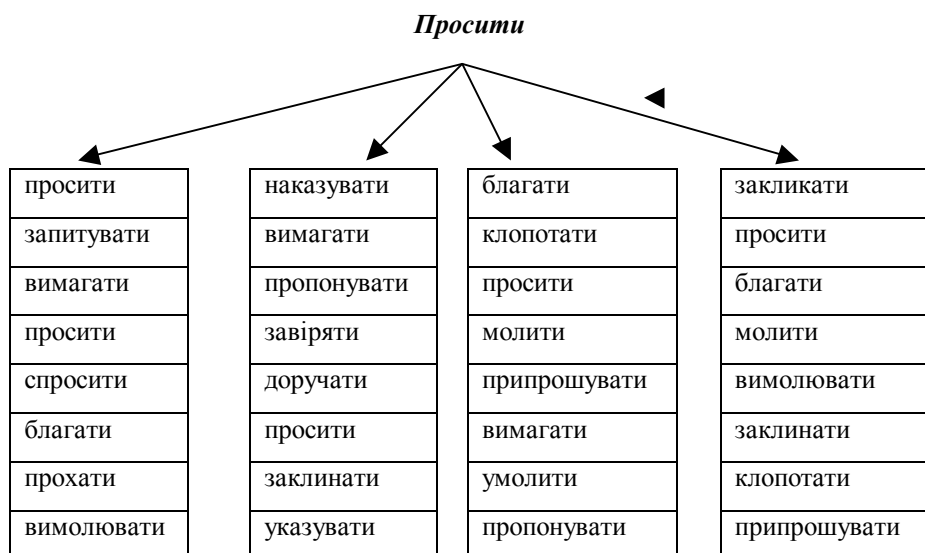 Просити
просити
запитувати
вимагати
просити
спросити
благати
прохати
вимолювати
наказувати
вимагати
пропонувати
завіряти
доручати
просити
заклинати
указувати
благати
клопотати
просити
молити
припрошувати
вимагати
умолити
пропонувати
закликати
просити
благати
молити
вимолювати
заклинати
клопотати
припрошувати